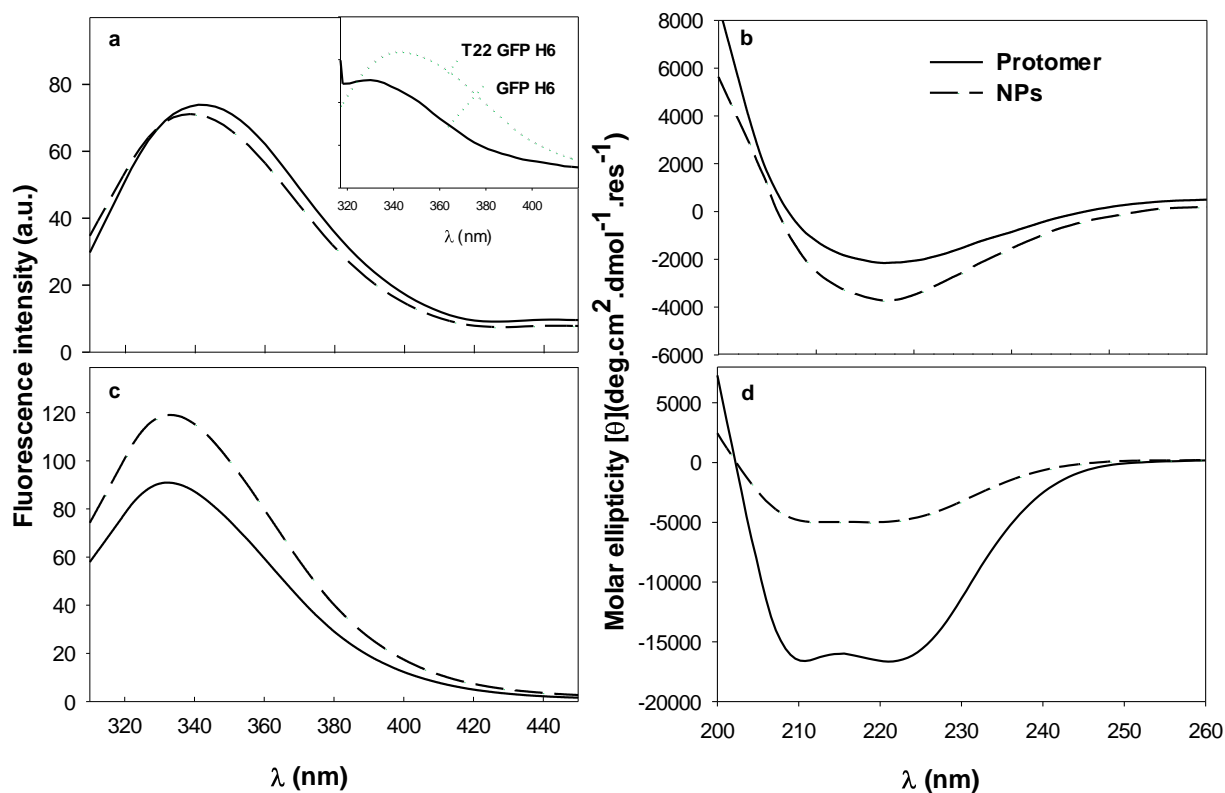 a
80
60
40
20
0
T22 GFP H6
GFP H6
320 340 360 380 400
λ (nm)
b
8000
6000
4000
2000
0
-2000
-4000
-6000
Protomer
NPs
c
120
100
80
60
40
20
0
320 340 360 380 400 420 440
λ (nm)
Fluorescence intensity (a.u.)
d
5000
0
-5000
-10000
-15000
-20000
200 210 220 230 240 250 260
λ (nm)
Molar ellipticity [θ](deg.cm².dmol⁻¹.res⁻¹)